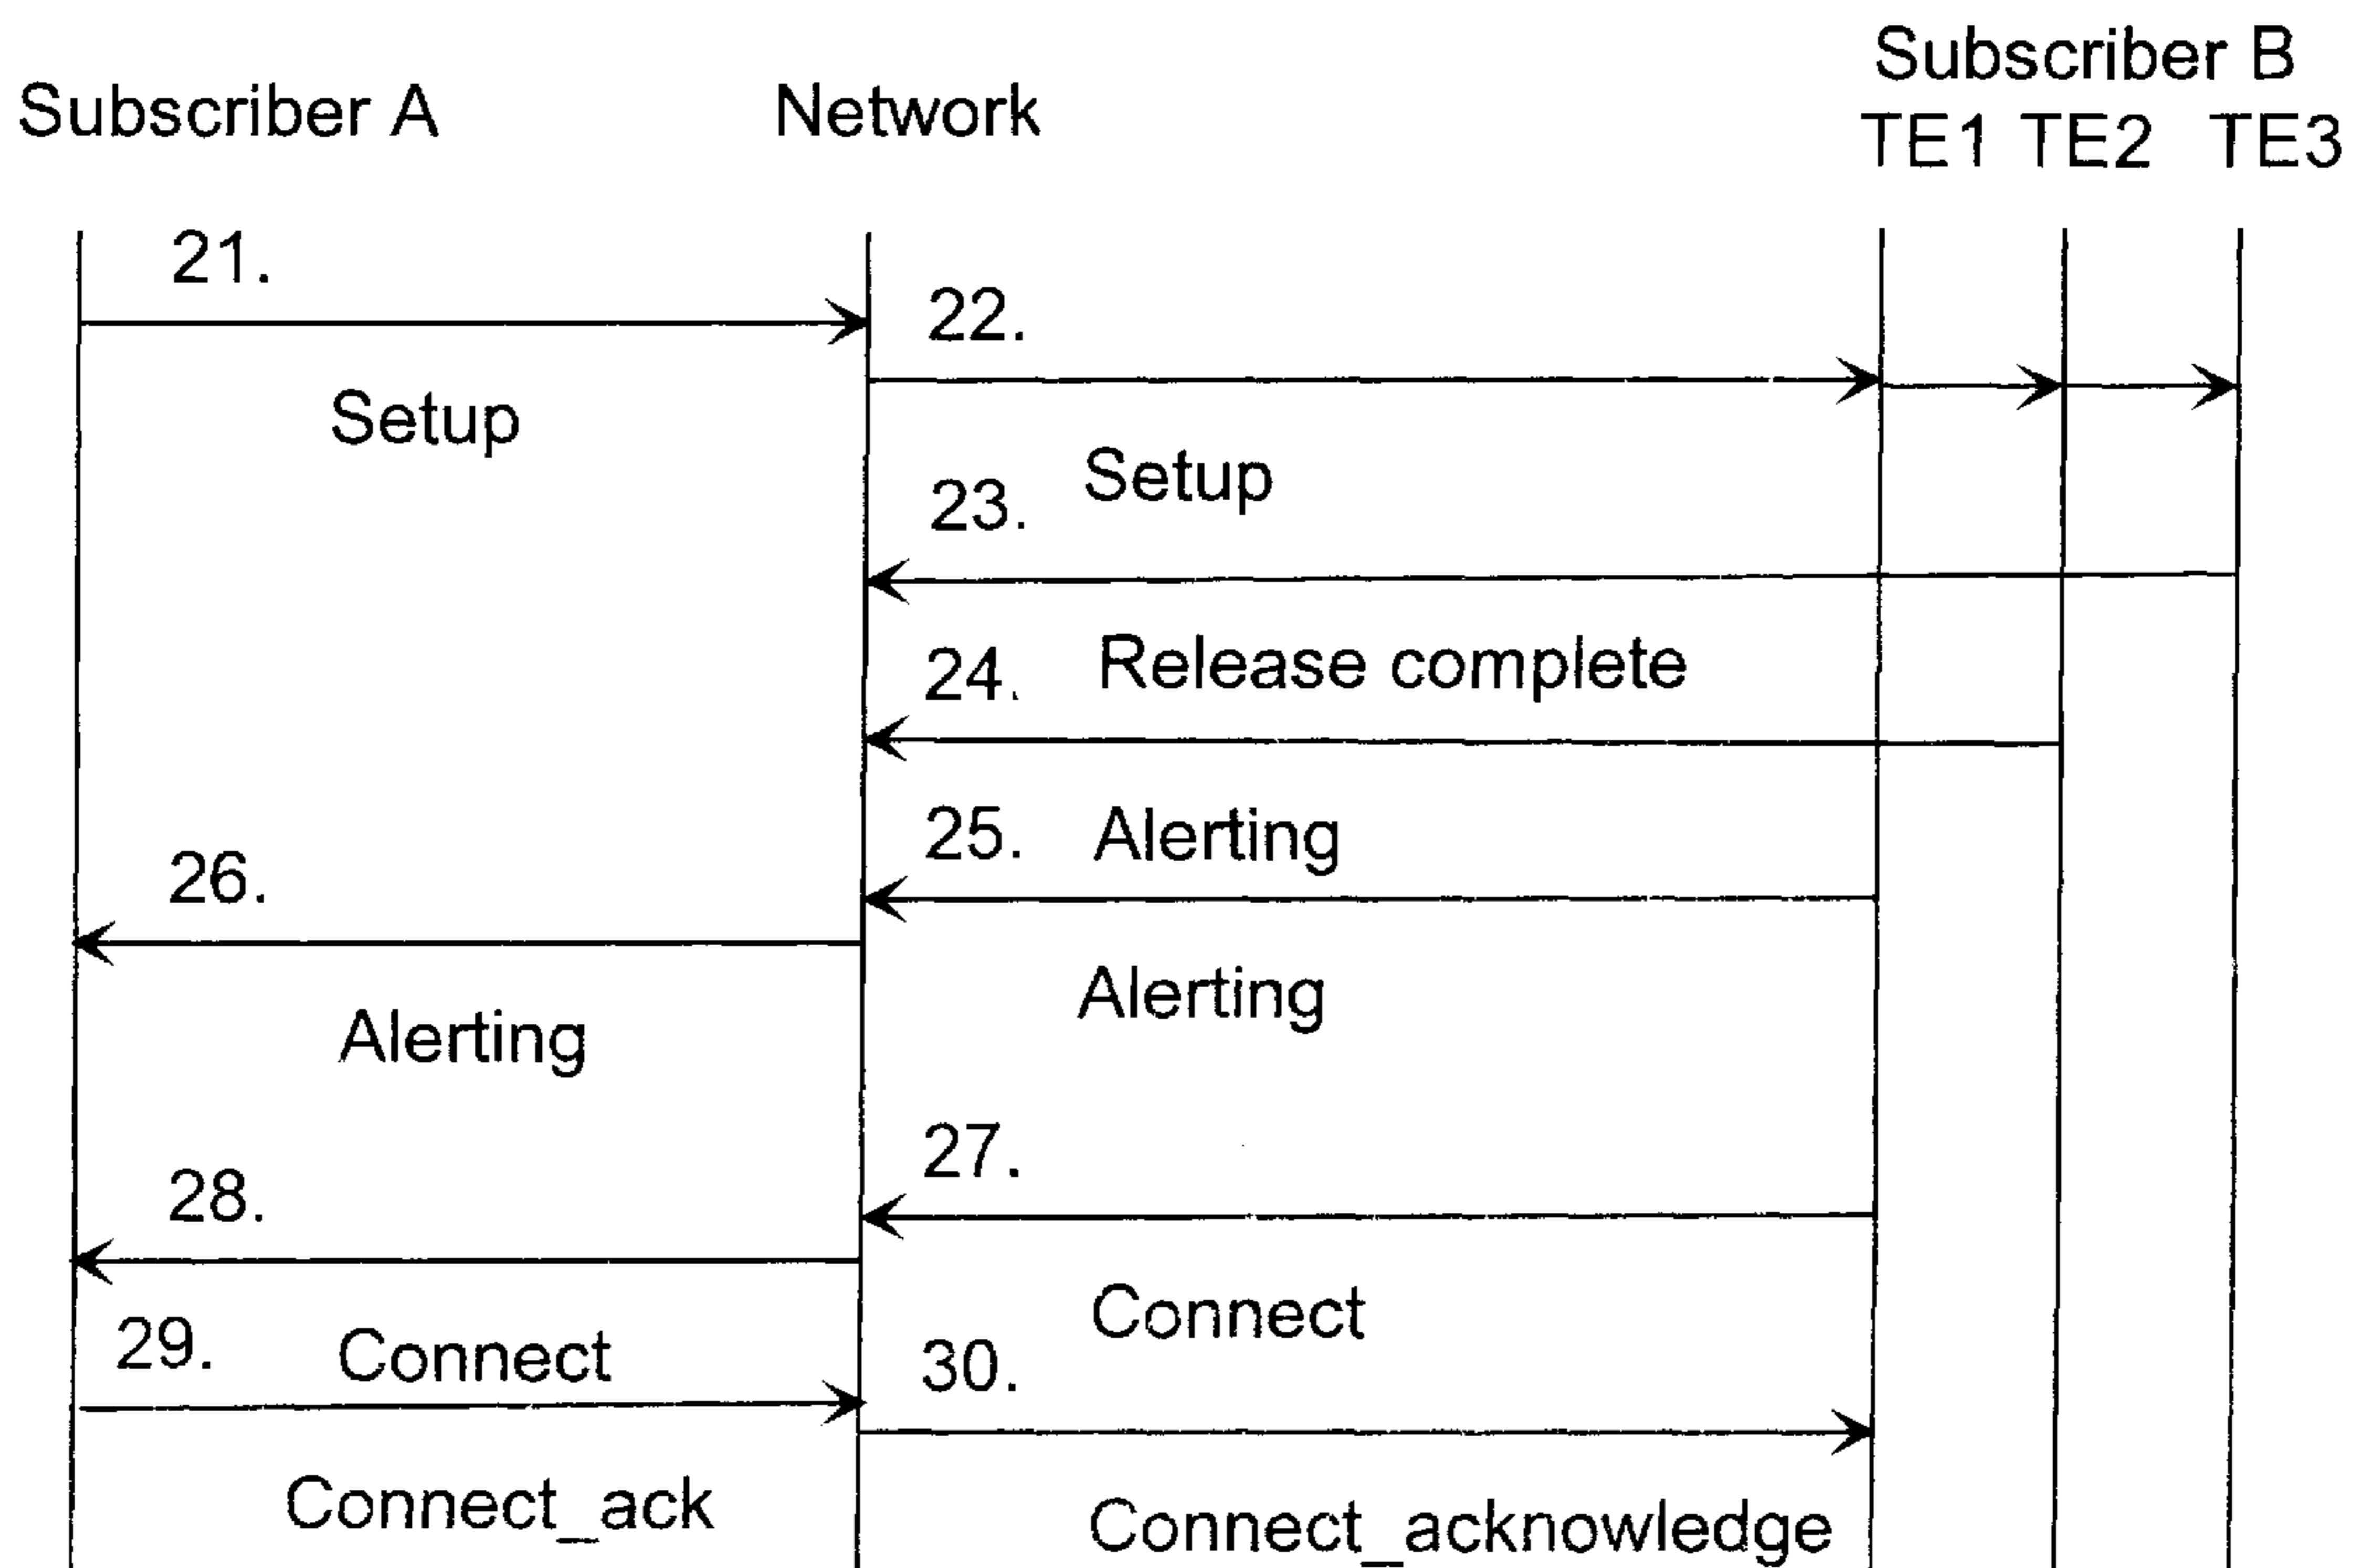 Subscriber B
Subscriber A Network TE1 TE2 TE3
21.
22.
Setup
Setup
23.
24. Release complete
25. Alerting
26.
Alerting
Alerting
27.
28.
Connect
29. Connect
30.
Connect_ack
Connect_acknowledge